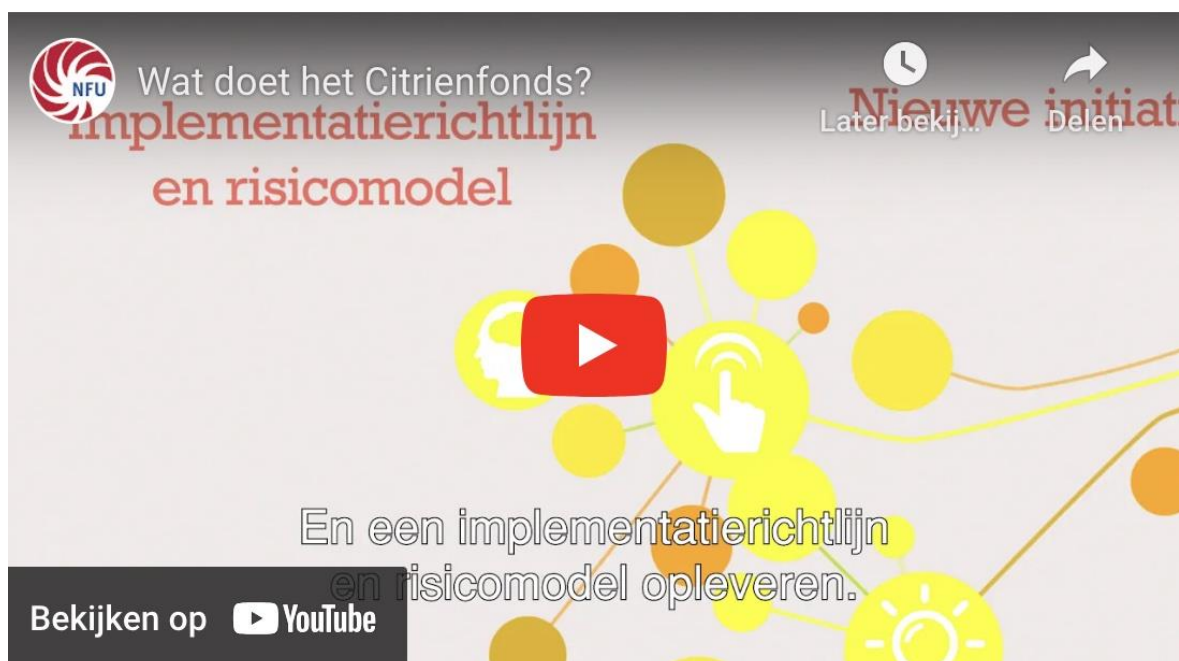 NFU
Wat doet het Citrienfonds?
Later bekij...
Delen
Implementatierichtlijn
en risicomodel
Nieuwe initiat
En een implementatierichtlijn
en risicomodel opleveren.
Bekijken op YouTube